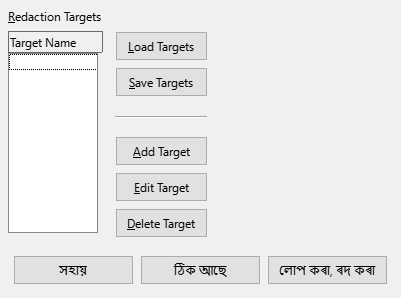 Redaction Targets
Target Name
Load Targets
Save Targets
Add Target
Edit Target
Delete Target
সহায় ঠিক আছে লোপ কৰা, ৰদ কৰা